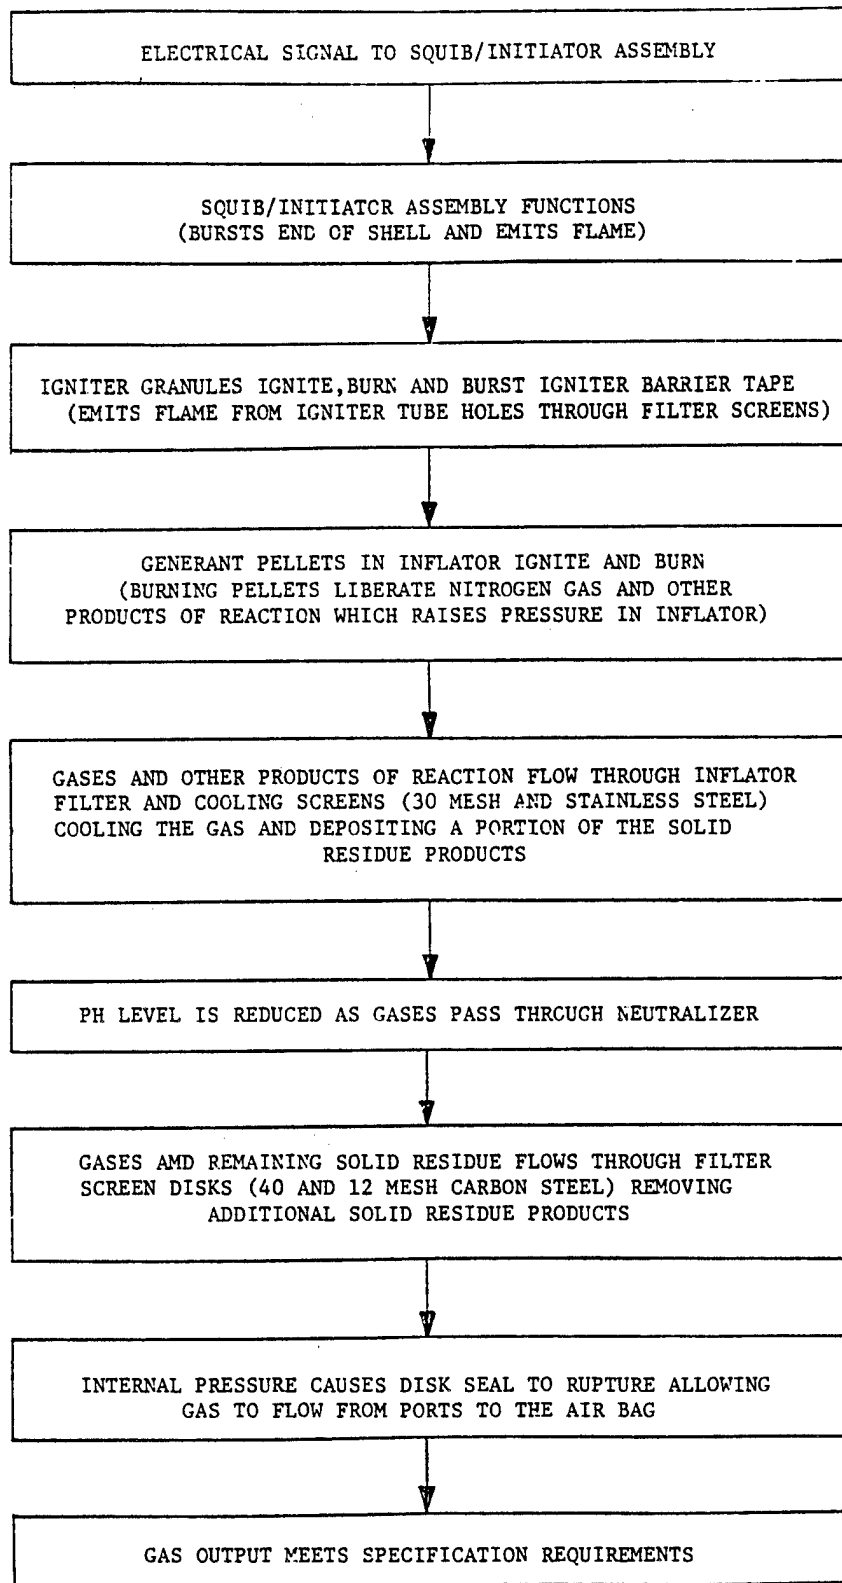 ELECTRICAL SIGNAL TO SQUIB/INITIATOR ASSEMBLY
SQUIB/INITIATOR ASSEMBLY FUNCTIONS
(BURSTS END OF SHELL AND EMITS FLAME)
IGNITER GRANULES IGNITE,BURN AND BURST IGNITER BARRIER TAPE
(EMITS FLAME FROM IGNITER TUBE HOLES THROUGH FILTER SCREENS)
GENERANT PELLETS IN INFLATOR IGNITE AND BURN
(BURNING PELLETS LIBERATE NITROGEN GAS AND OTHER
PRODUCTS OF REACTION WHICH RAISES PRESSURE IN INFLATOR)
GASES AND OTHER PRODUCTS OF REACTION FLOW THROUGH INFLATOR
FILTER AND COOLING SCREENS (30 MESH AND STAINLESS STEEL)
COOLING THE GAS AND DEPOSITING A PORTION OF THE SOLID
RESIDUE PRODUCTS
PH LEVEL IS REDUCED AS GASES PASS THROUGH NEUTRALIZER
GASES AMD REMAINING SOLID RESIDUE FLOWS THROUGH FILTER
SCREEN DISKS (40 AND 12 MESH CARBON STEEL) REMOVING
ADDITIONAL SOLID RESIDUE PRODUCTS
INTERNAL PRESSURE CAUSES DISK SEAL TO RUPTURE ALLOWING
GAS TO FLOW FROM PORTS TO THE AIR BAG
GAS OUTPUT MEETS SPECIFICATION REQUIREMENTS